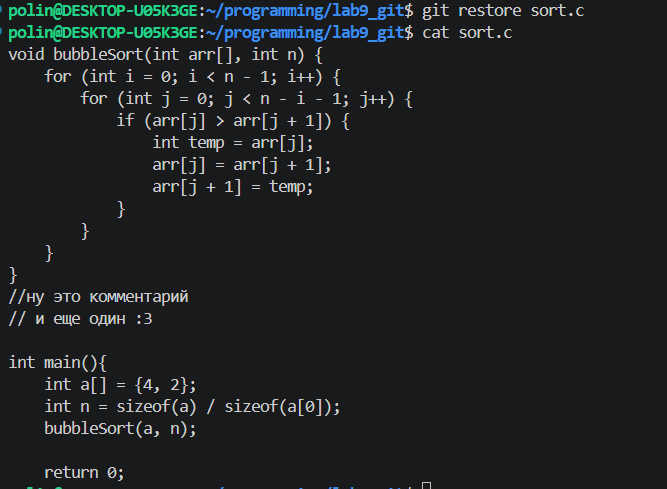 polin@DESKTOP-U05K3GE:~/programming/lab9_git$ git restore sort.c
polin@DESKTOP-U05K3GE:~/programming/lab9_git$ cat sort.c
void bubbleSort(int arr[], int n) {
    for (int i = 0; i < n - 1; i++) {
        for (int j = 0; j < n - i - 1; j++) {
            if (arr[j] > arr[j + 1]) {
                int temp = arr[j];
                arr[j] = arr[j + 1];
                arr[j + 1] = temp;
            }
        }
    }
}
//ну это комментарий
// и еще один :3

int main(){
    int a[] = {4, 2};
    int n = sizeof(a) / sizeof(a[0]);
    bubbleSort(a, n);

    return 0;